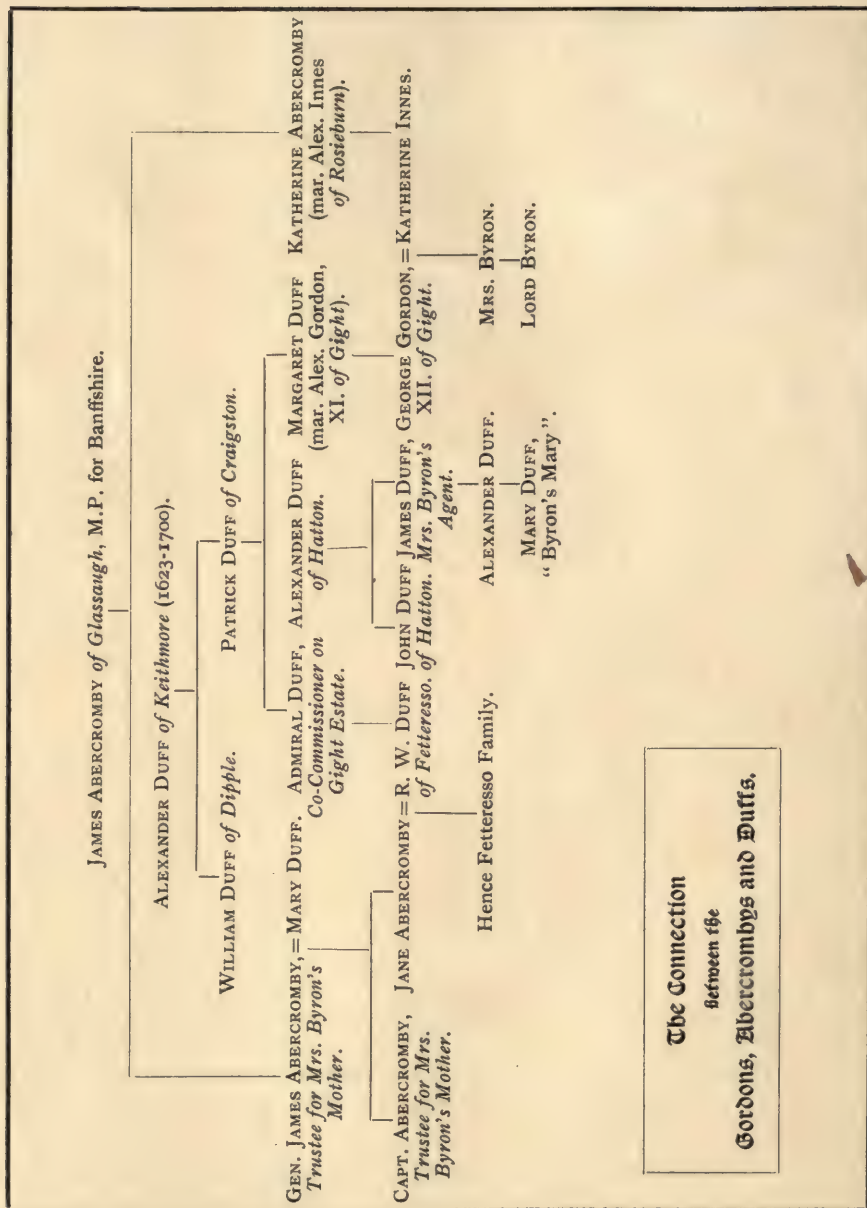 JAMES ABERCROMBY of Glassaugh, M.P. for Banffshire.
ALEXANDER DUFF of Keithmore (1623-1700).
WILLIAM DUFF of Dipple.
PATRICK DUFF of Craigston.
GEN. JAMES ABERCROMBY, = MARY DUFF.
Trustee for Mrs. Byron's
Mother.
ADMIRAL DUFF,
Co-Commissioner on
Gight Estate.
ALEXANDER DUFF
of Hatton.
MARGARET DUFF
(mar. Alex. Gordon,
XI. of Gight).
KATHERINE ABERCROMBY
(mar. Alex. Innes
of Rosieburn).
CAPT. ABERCROMBY,
Trustee for Mrs.
Byron's Mother.
JANE ABERCROMBY = R. W. DUFF
of Fetteresso.
JOHN DUFF
of Hatton.
JAMES DUFF,
Mrs. Byron's
Agent.
GEORGE GORDON, = KATHERINE INNES.
XII. of Gight.
Hence Fetteresso Family.
ALEXANDER DUFF.
MRS. BYRON.
MARY DUFF,
"Byron's Mary".
LORD BYRON.
The Connection
Between the
Gordons, Abercrombys and Duffs.